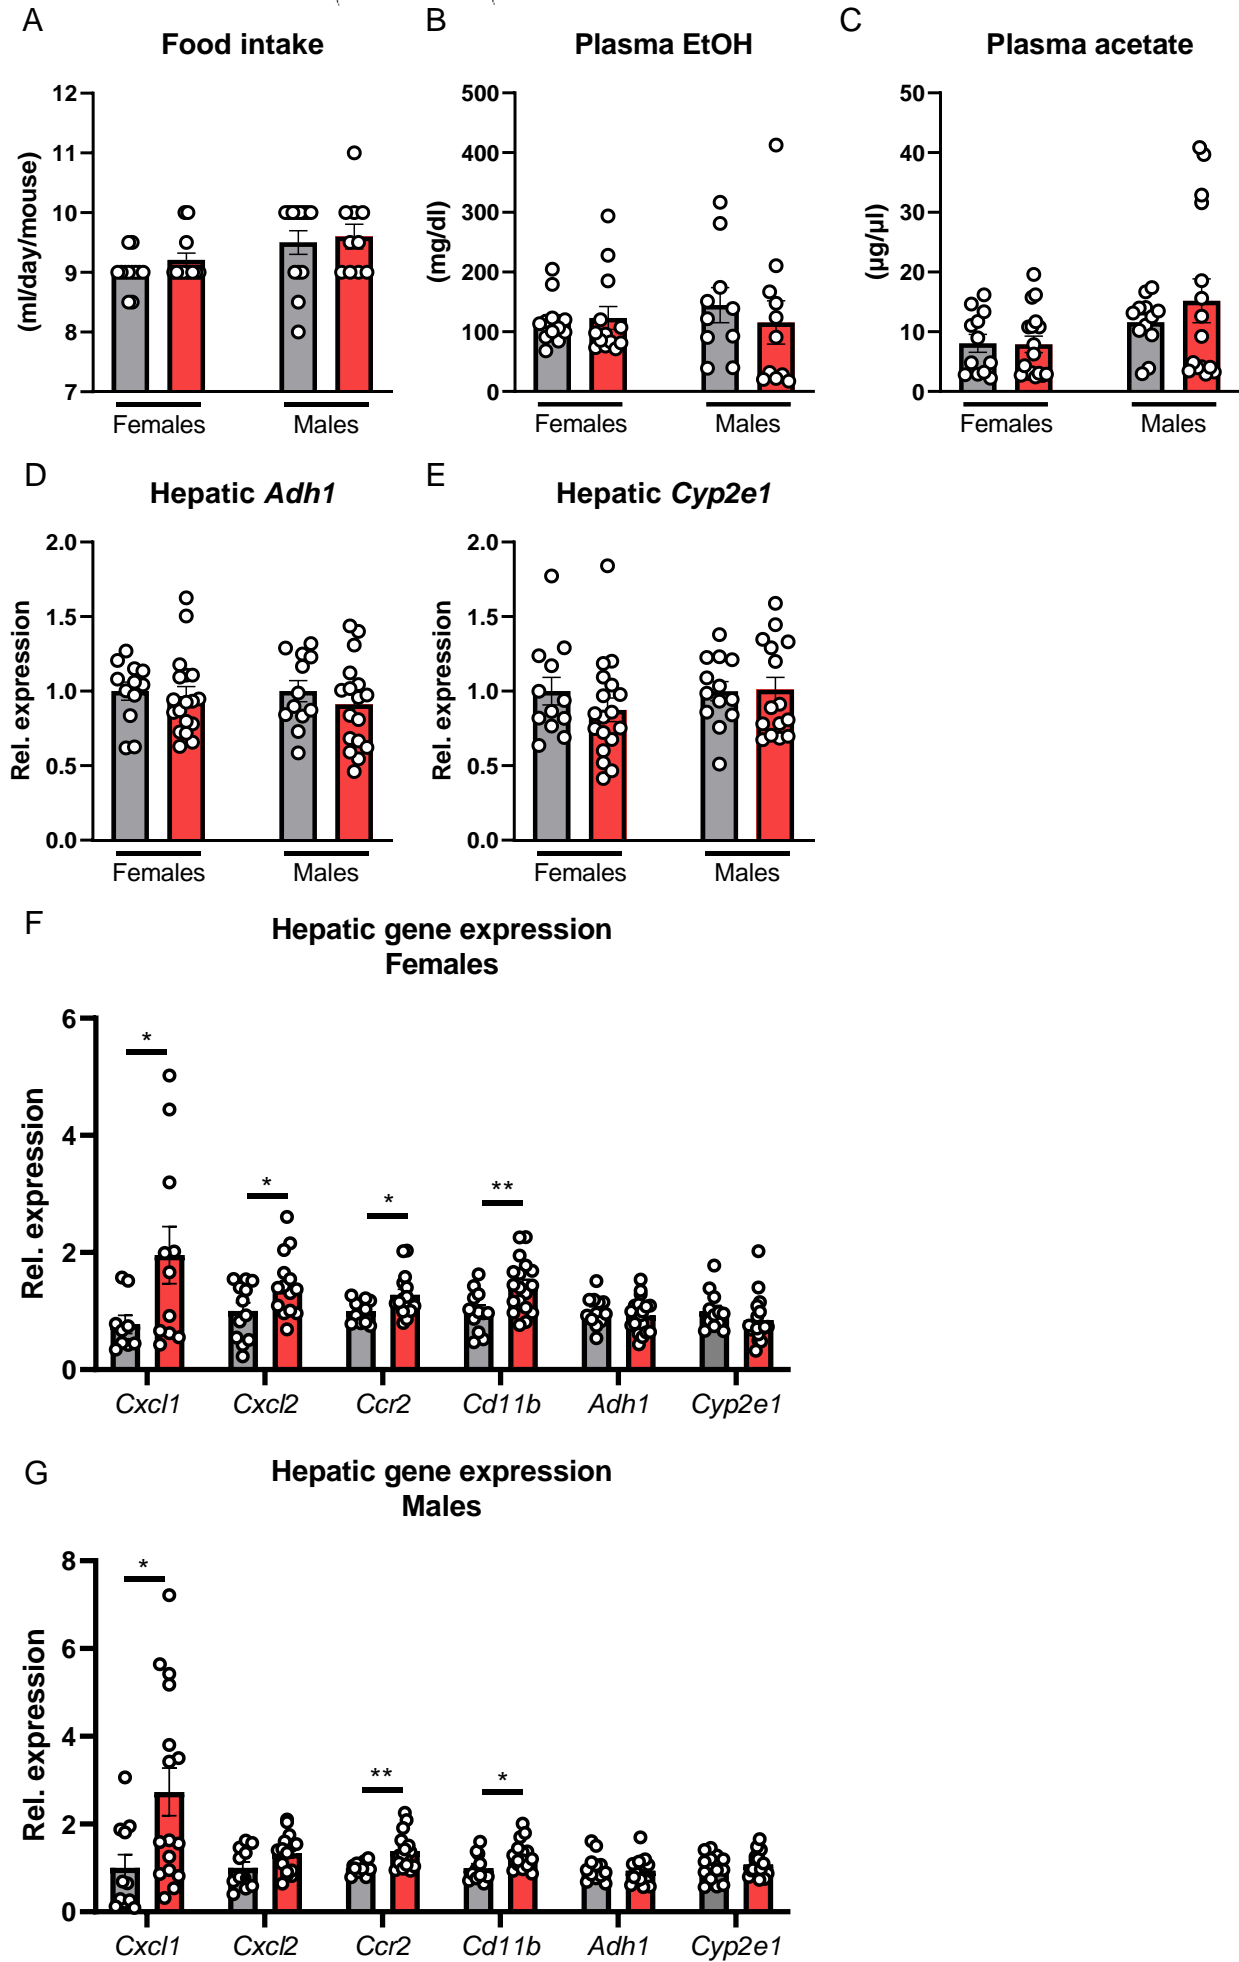 A
Food intake
(ml/day/mouse)
12
11
10
9
8
7
Females
Males
B
Plasma EtOH
(mg/dl)
500
400
300
200
100
0
Females
Males
C
Plasma acetate
(µg/µl)
50
40
30
20
10
0
Females
Males
D
Hepatic Adh1
Rel. expression
2.0
1.5
1.0
0.5
0.0
Females
Males
E
Hepatic Cyp2e1
Rel. expression
2.0
1.5
1.0
0.5
0.0
Females
Males
F
Hepatic gene expression
Females
Rel. expression
6
4
2
0
*
*
*
**
Cxcl1
Cxcl2
Ccr2
Cd11b
Adh1
Cyp2e1
G
Hepatic gene expression
Males
Rel. expression
8
6
4
2
0
*
**
*
Cxcl1
Cxcl2
Ccr2
Cd11b
Adh1
Cyp2e1